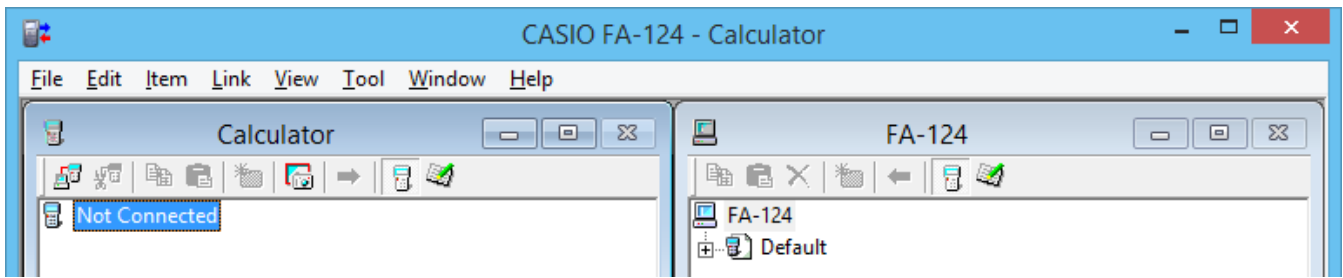 CASIO FA-124 - Calculator
File Edit Item Link View Tool Window Help
Calculator
FA-124
Not Connected
FA-124
Default